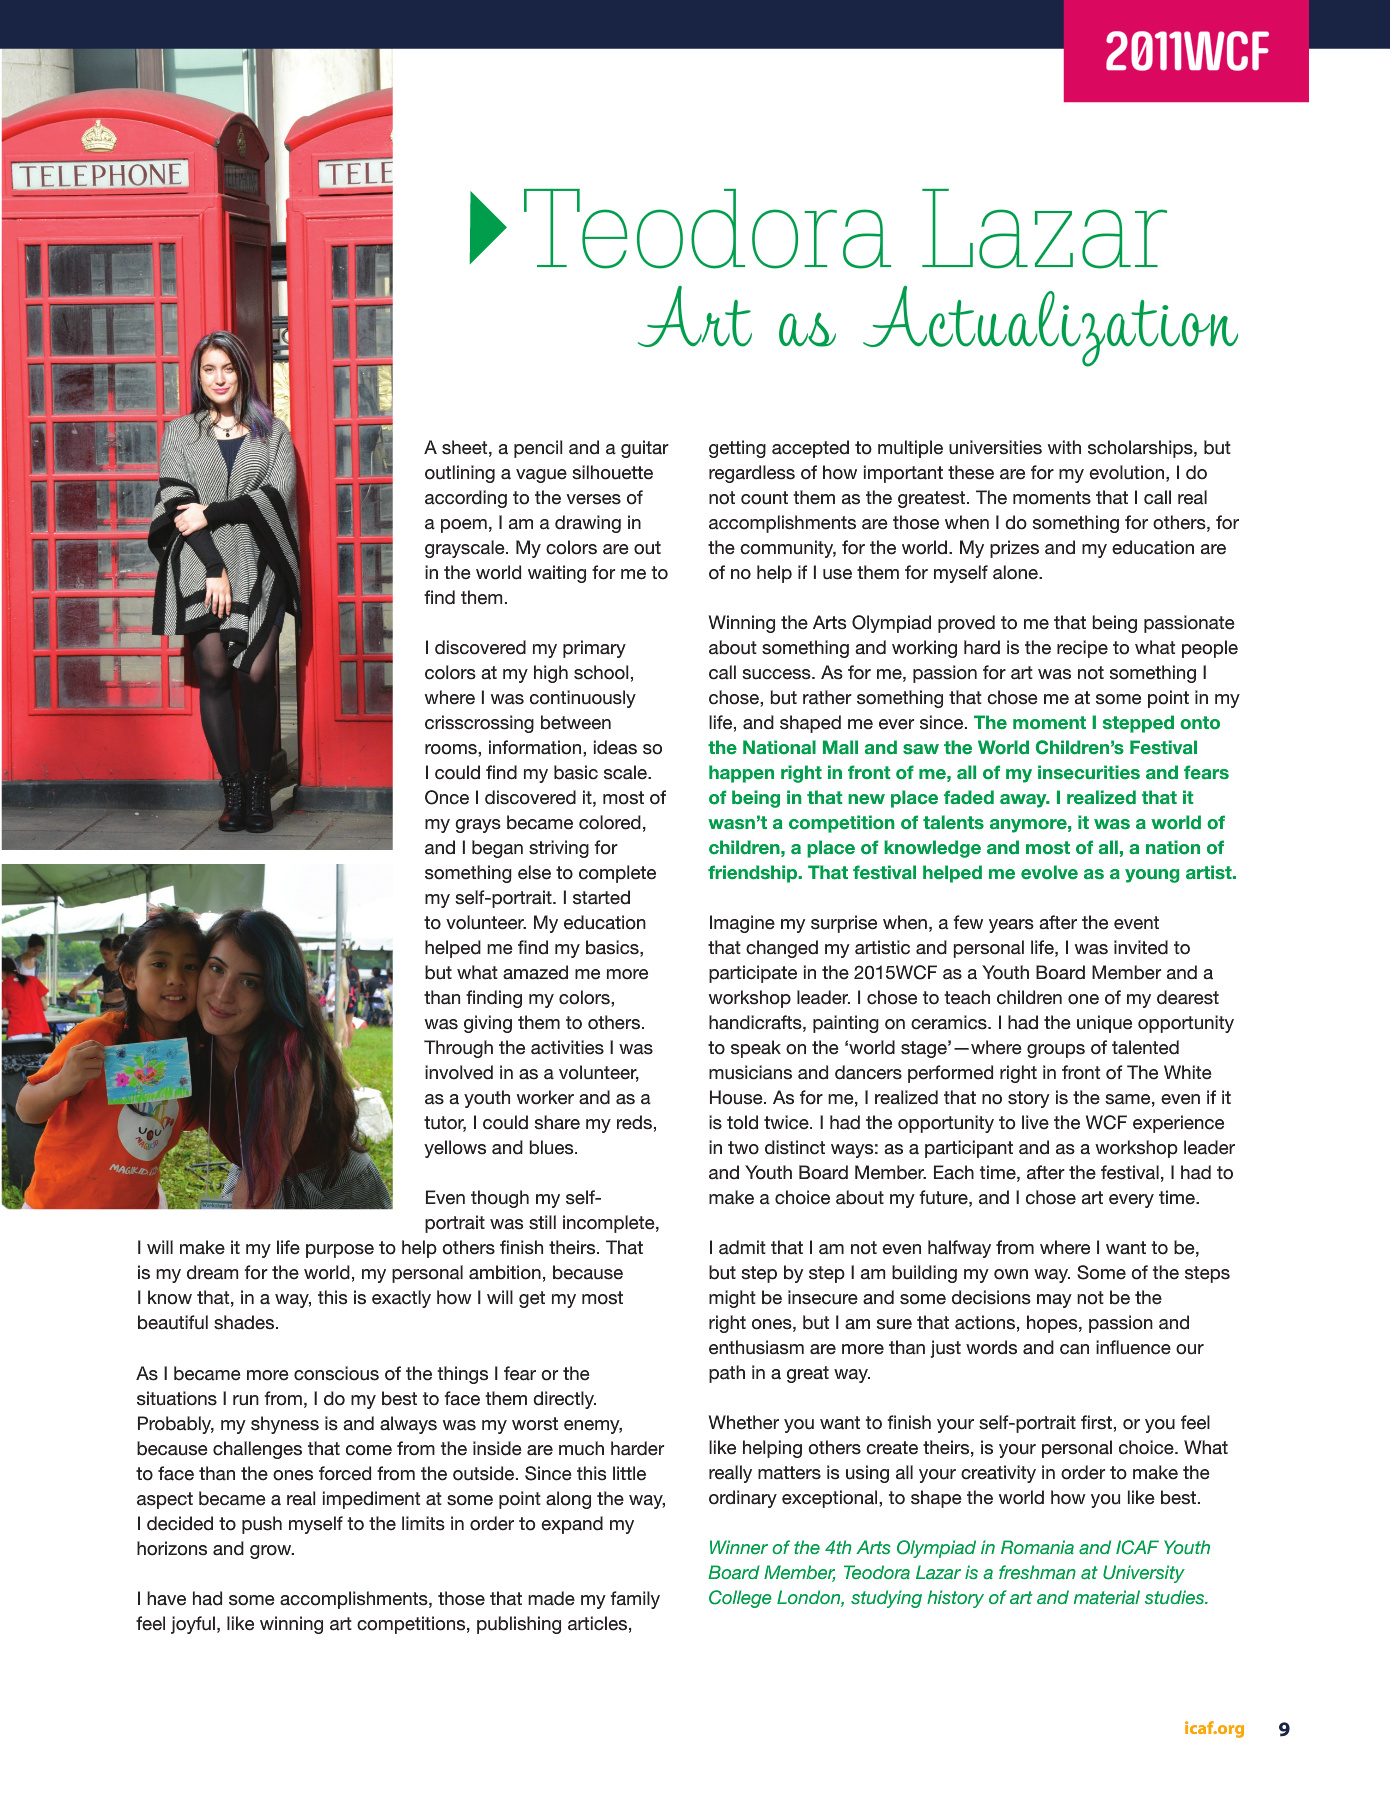 2011WCF
TELEPHONE
TELE
Teodora Lazar
Art as Actualization
A sheet, a pencil and a guitar
outlining a vague silhouette
according to the verses of
a poem, I am a drawing in
grayscale. My colors are out
in the world waiting for me to
find them.
I discovered my primary
colors at my high school,
where I was continuously
crisscrossing between
rooms, information, ideas so
I could find my basic scale.
Once I discovered it, most of
my grays became colored,
and I began striving for
something else to complete
my self-portrait. I started
to volunteer. My education
helped me find my basics,
but what amazed me more
than finding my colors,
was giving them to others.
Through the activities I was
involved in as a volunteer,
as a youth worker and as a
tutor, I could share my reds,
yellows and blues.
Even though my self-
portrait was still incomplete,
I will make it my life purpose to help others finish theirs. That
is my dream for the world, my personal ambition, because
I know that, in a way, this is exactly how I will get my most
beautiful shades.
As I became more conscious of the things I fear or the
situations I run from, I do my best to face them directly.
Probably, my shyness is and always was my worst enemy,
because challenges that come from the inside are much harder
to face than the ones forced from the outside. Since this little
aspect became a real impediment at some point along the way,
I decided to push myself to the limits in order to expand my
horizons and grow.
I have had some accomplishments, those that made my family
feel joyful, like winning art competitions, publishing articles,
getting accepted to multiple universities with scholarships, but
regardless of how important these are for my evolution, I do
not count them as the greatest. The moments that I call real
accomplishments are those when I do something for others, for
the community, for the world. My prizes and my education are
of no help if I use them for myself alone.
Winning the Arts Olympiad proved to me that being passionate
about something and working hard is the recipe to what people
call success. As for me, passion for art was not something I
chose, but rather something that chose me at some point in my
life, and shaped me ever since. The moment I stepped onto
the National Mall and saw the World Children's Festival
happen right in front of me, all of my insecurities and fears
of being in that new place faded away. I realized that it
wasn't a competition of talents anymore, it was a world of
children, a place of knowledge and most of all, a nation of
friendship. That festival helped me evolve as a young artist.
Imagine my surprise when, a few years after the event
that changed my artistic and personal life, I was invited to
participate in the 2015WCF as a Youth Board Member and a
workshop leader. I chose to teach children one of my dearest
handicrafts, painting on ceramics. I had the unique opportunity
to speak on the 'world stage'—where groups of talented
musicians and dancers performed right in front of The White
House. As for me, I realized that no story is the same, even if it
is told twice. I had the opportunity to live the WCF experience
in two distinct ways: as a participant and as a workshop leader
and Youth Board Member. Each time, after the festival, I had to
make a choice about my future, and I chose art every time.
I admit that I am not even halfway from where I want to be,
but step by step I am building my own way. Some of the steps
might be insecure and some decisions may not be the
right ones, but I am sure that actions, hopes, passion and
enthusiasm are more than just words and can influence our
path in a great way.
Whether you want to finish your self-portrait first, or you feel
like helping others create theirs, is your personal choice. What
really matters is using all your creativity in order to make the
ordinary exceptional, to shape the world how you like best.
Winner of the 4th Arts Olympiad in Romania and ICAF Youth
Board Member, Teodora Lazar is a freshman at University
College London, studying history of art and material studies.
YOU
icaf.org 9